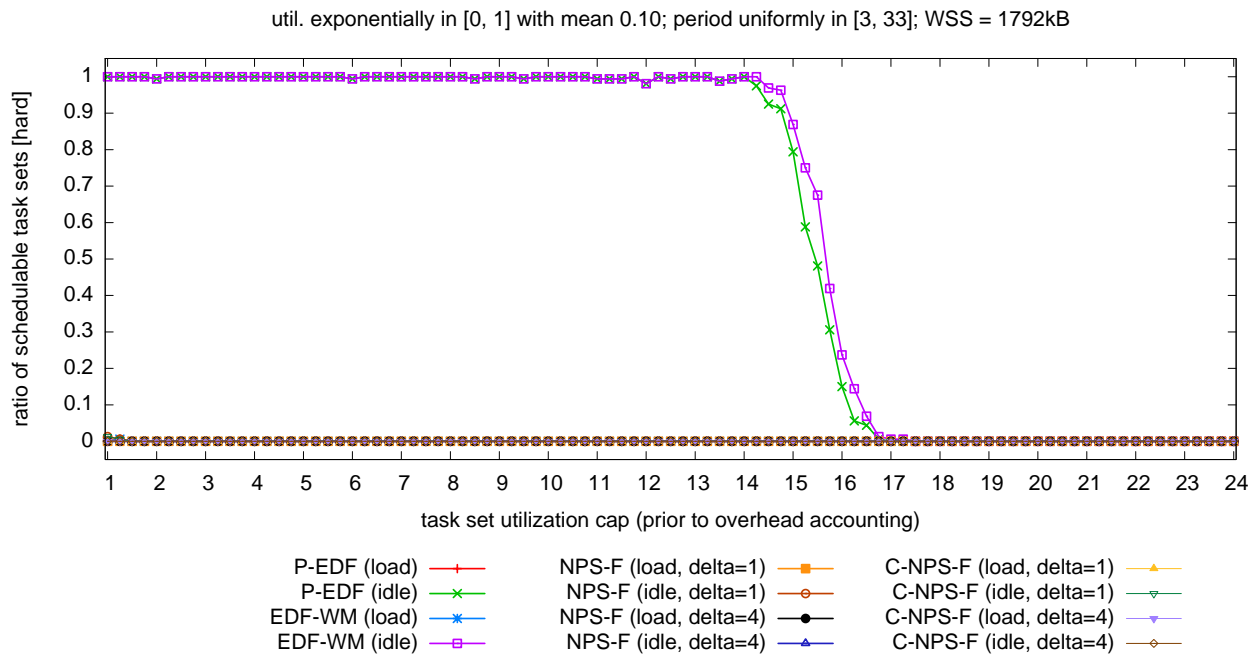 util. exponentially in [0, 1] with mean 0.10; period uniformly in [3, 33]; WSS = 1792kB
ratio of schedulable task sets [hard]
1
0.9
0.8
0.7
0.6
0.5
0.4
0.3
0.2
0.1
0
1 2 3 4 5 6 7 8 9 10 11 12 13 14 15 16 17 18 19 20 21 22 23 24
task set utilization cap (prior to overhead accounting)
P-EDF (load) NPS-F (load, delta=1) C-NPS-F (load, delta=1)
P-EDF (idle) NPS-F (idle, delta=1) C-NPS-F (idle, delta=1)
EDF-WM (load) NPS-F (load, delta=4) C-NPS-F (load, delta=4)
EDF-WM (idle) NPS-F (idle, delta=4) C-NPS-F (idle, delta=4)